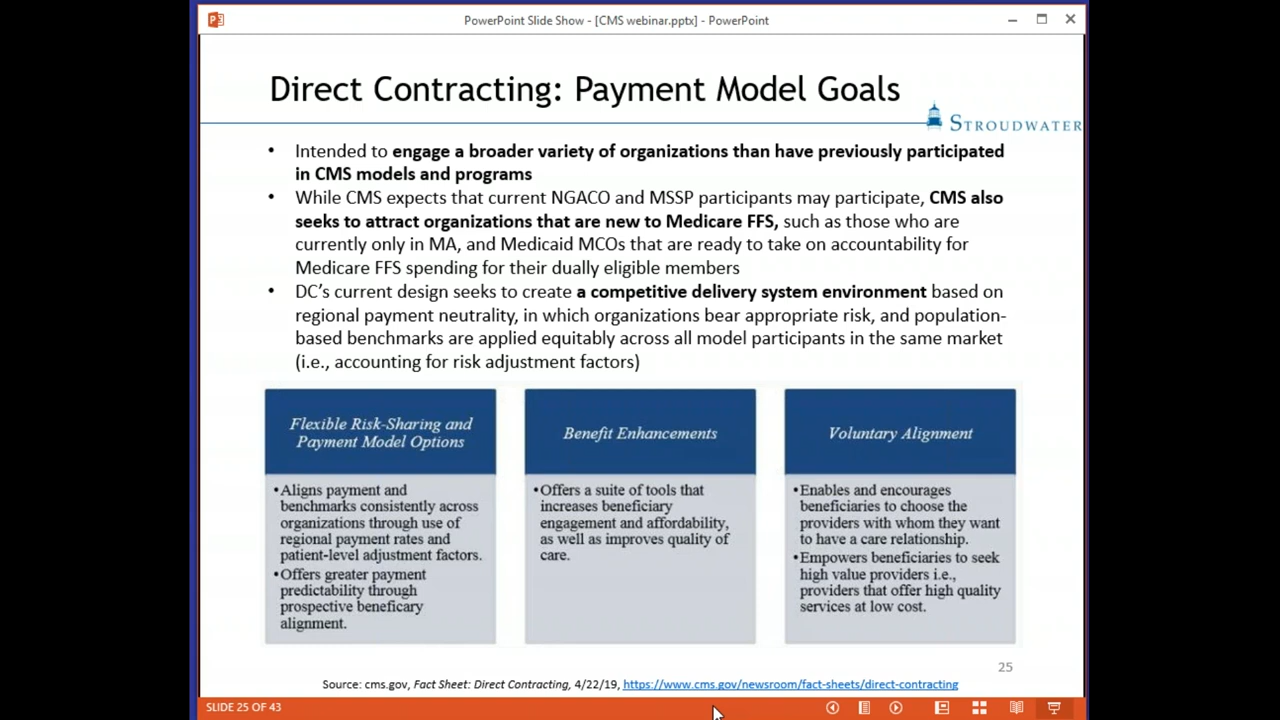 PowerPoint Slide Show - [CMS webinar.pptx] - PowerPoint
Direct Contracting: Payment Model Goals
STROUDWATER
• Intended to engage a broader variety of organizations than have previously participated
in CMS models and programs
• While CMS expects that current NGACO and MSSP participants may participate, CMS also
seeks to attract organizations that are new to Medicare FFS, such as those who are
currently only in MA, and Medicaid MCOs that are ready to take on accountability for
Medicare FFS spending for their dually eligible members
• DC’s current design seeks to create a competitive delivery system environment based on
regional payment neutrality, in which organizations bear appropriate risk, and population-
based benchmarks are applied equitably across all model participants in the same market
(i.e., accounting for risk adjustment factors)
Flexible Risk-Sharing and
Payment Model Options
•Aligns payment and
benchmarks consistently across
organizations through use of
regional payment rates and
patient-level adjustment factors.
•Offers greater payment
predictability through
prospective beneficary
alignment.
Benefit Enhancements
•Offers a suite of tools that
increases beneficiary
engagement and affordability,
as well as improves quality of
care.
Voluntary Alignment
•Enables and encourages
beneficiaries to choose the
providers with whom they want
to have a care relationship.
•Empowers beneficiaries to seek
high value providers i.e.,
providers that offer high quality
services at low cost.
25
Source: cms.gov, Fact Sheet: Direct Contracting, 4/22/19, https://www.cms.gov/newsroom/fact-sheets/direct-contracting
SLIDE 25 OF 43